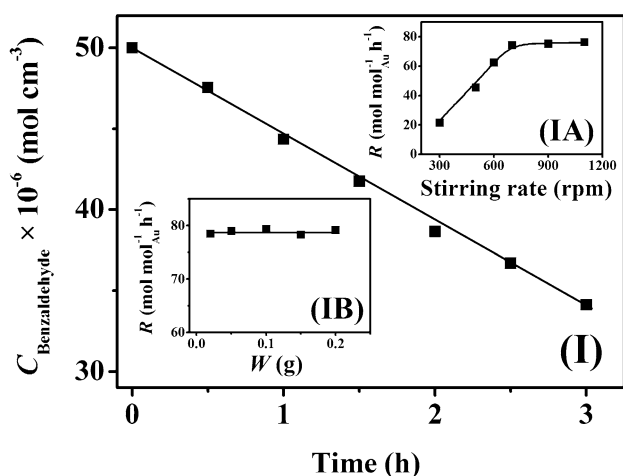 C_Benzaldehyde × 10^-6 (mol cm^-3)
50
40
30
0
1
2
3
Time (h)
(I)
R (mol mol_Au^-1 h^-1)
80
60
40
20
0
300
600
900
1200
Stirring rate (rpm)
(IA)
R (mol mol_Au^-1 h^-1)
90
80
70
60
0.0
0.1
0.2
W (g)
(IB)